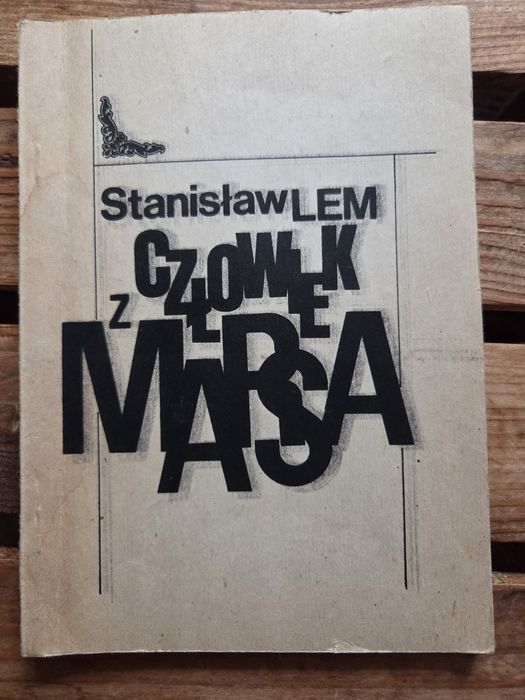 Stanisław LEM
CZŁOWIEK
Z
MARSA